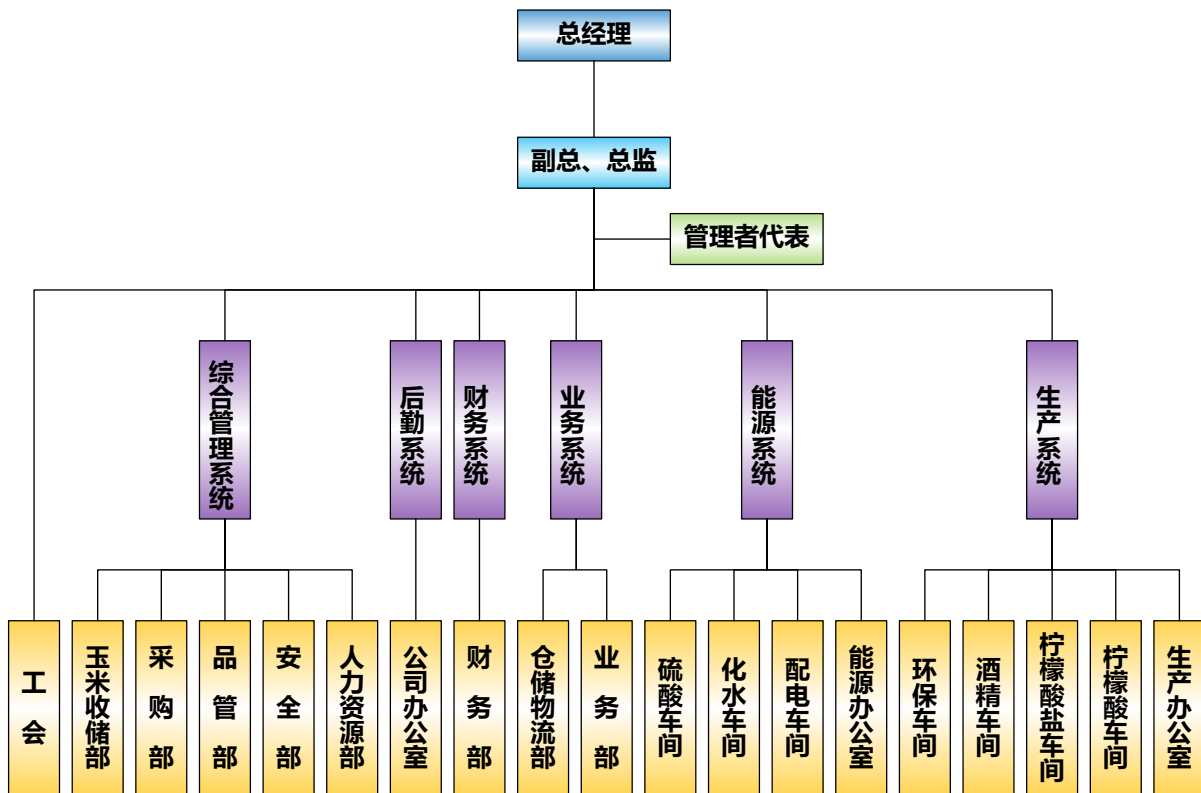 总经理
副总、总监
管理者代表
综合管理系统
后勤系统
财务系统
业务系统
能源系统
生产系统
工会
玉米收储部
采购部
品管部
安全部
人力资源部
公司办公室
财务部
仓储物流部
业务部
硫酸车间
化水车间
配电车间
能源办公室
环保车间
酒精车间
柠檬酸盐车间
柠檬酸车间
生产办公室